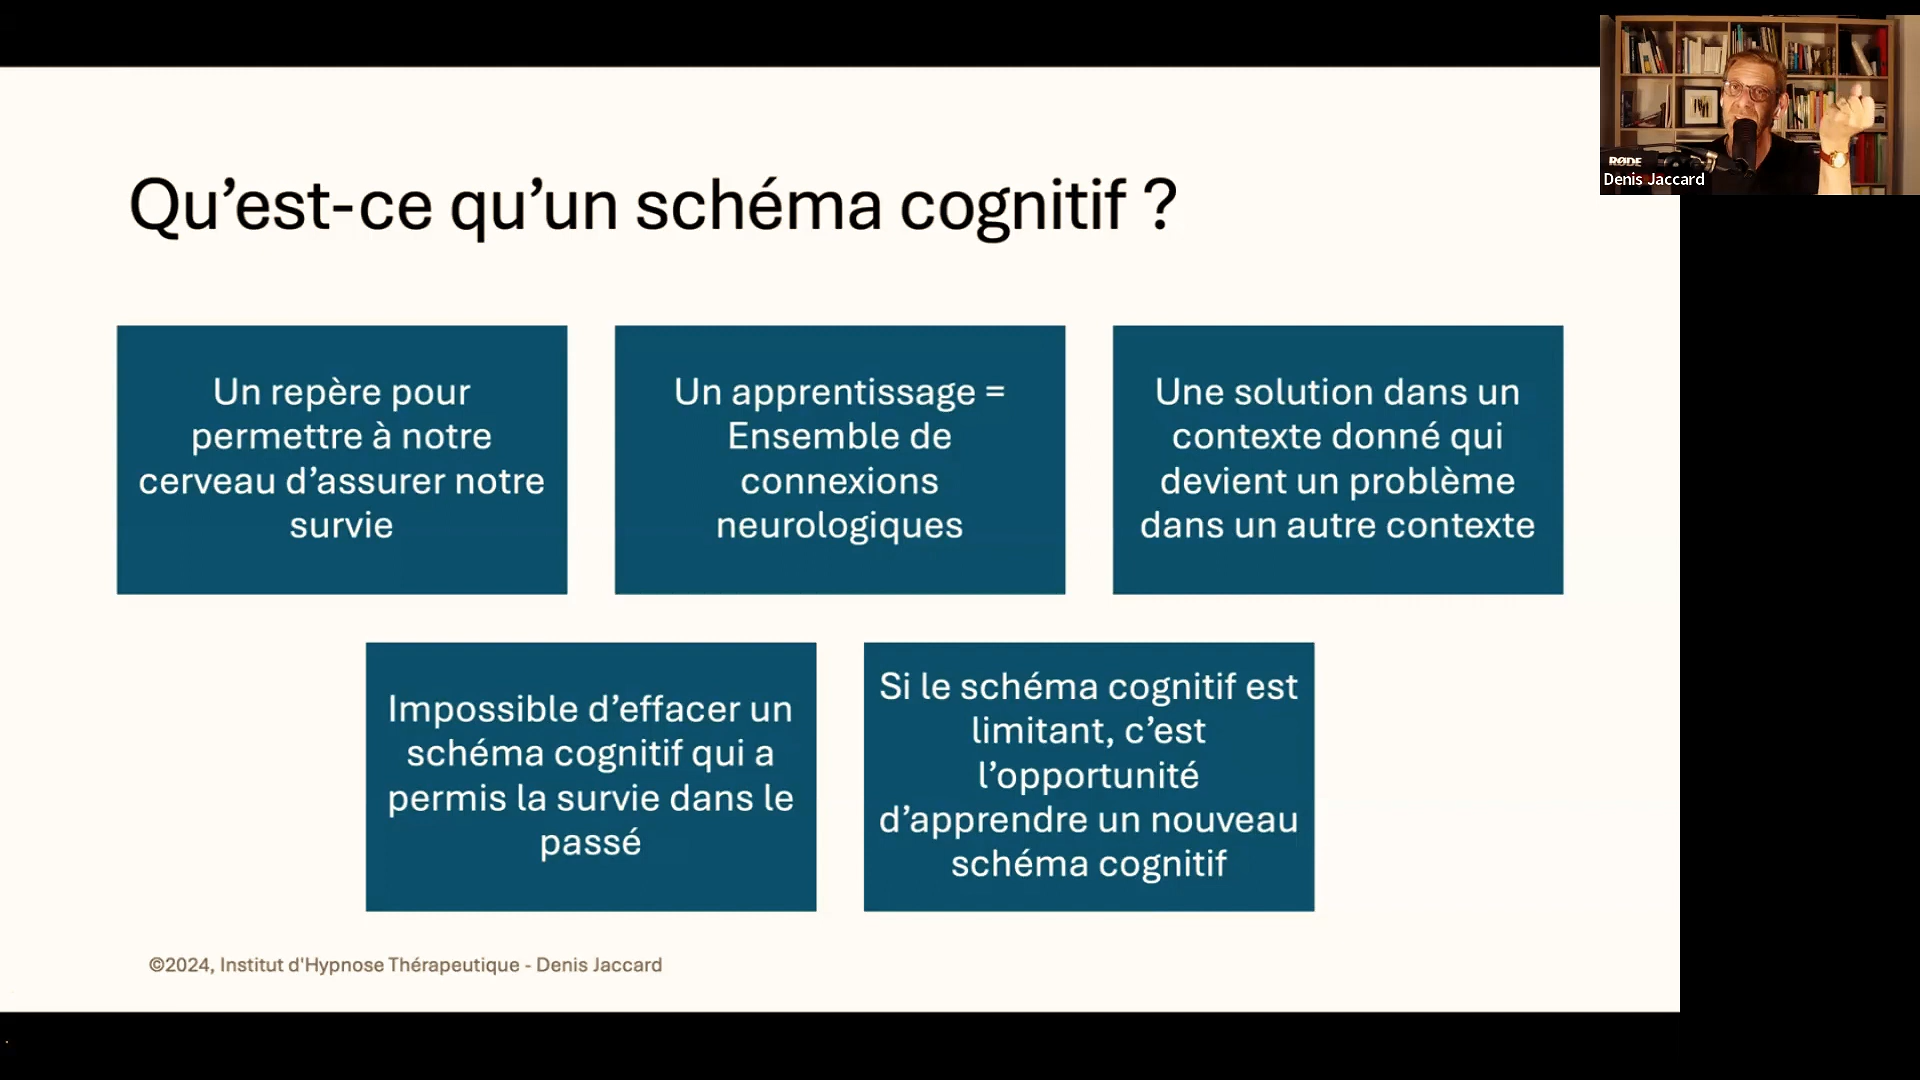 Qu’est-ce qu’un schéma cognitif ?
Un repère pour
permettre à notre
cerveau d’assurer notre
survie
Un apprentissage =
Ensemble de
connexions
neurologiques
Une solution dans un
contexte donné qui
devient un problème
dans un autre contexte
Impossible d’effacer un
schéma cognitif qui a
permis la survie dans le
passé
Si le schéma cognitif est
limitant, c’est
l’opportunité
d’apprendre un nouveau
schéma cognitif
©2024, Institut d'Hypnose Thérapeutique - Denis Jaccard
RØDE
Denis Jaccard